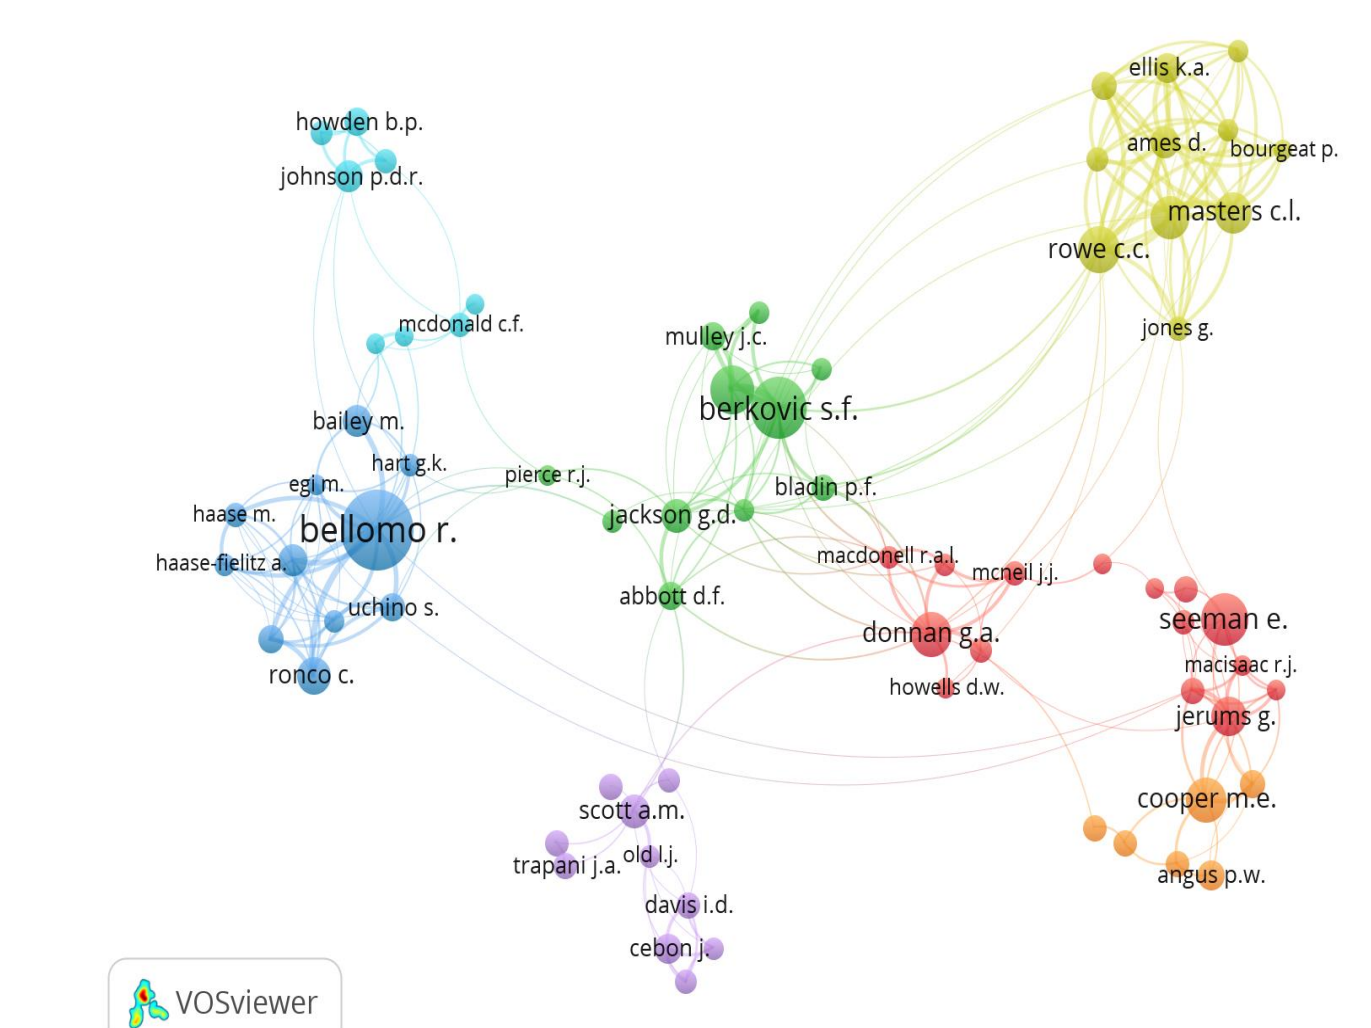 ellis k.a.
howden b.p.
ames d.
bourgeat p.
johnson p.d.r.
masters c.l.
rowe c.c.
mcdonald c.f.
jones g.
mulley j.c.
berkovic s.f.
bailey m.
hart g.k.
pierce r.j.
egi m.
bladin p.f.
haase m.
jackson g.d.
bellomo r.
macdonell r.a.l.
haase-fielitz a.
mcneil j.j.
abbott d.f.
uchino s.
seeman e.
donnan g.a.
macisaac r.j.
ronco c.
howells d.w.
jerums g.
cooper m.e.
scott a.m.
old l.j.
trapani j.a.
angus p.w.
davis i.d.
cebon j.
VOSviewer